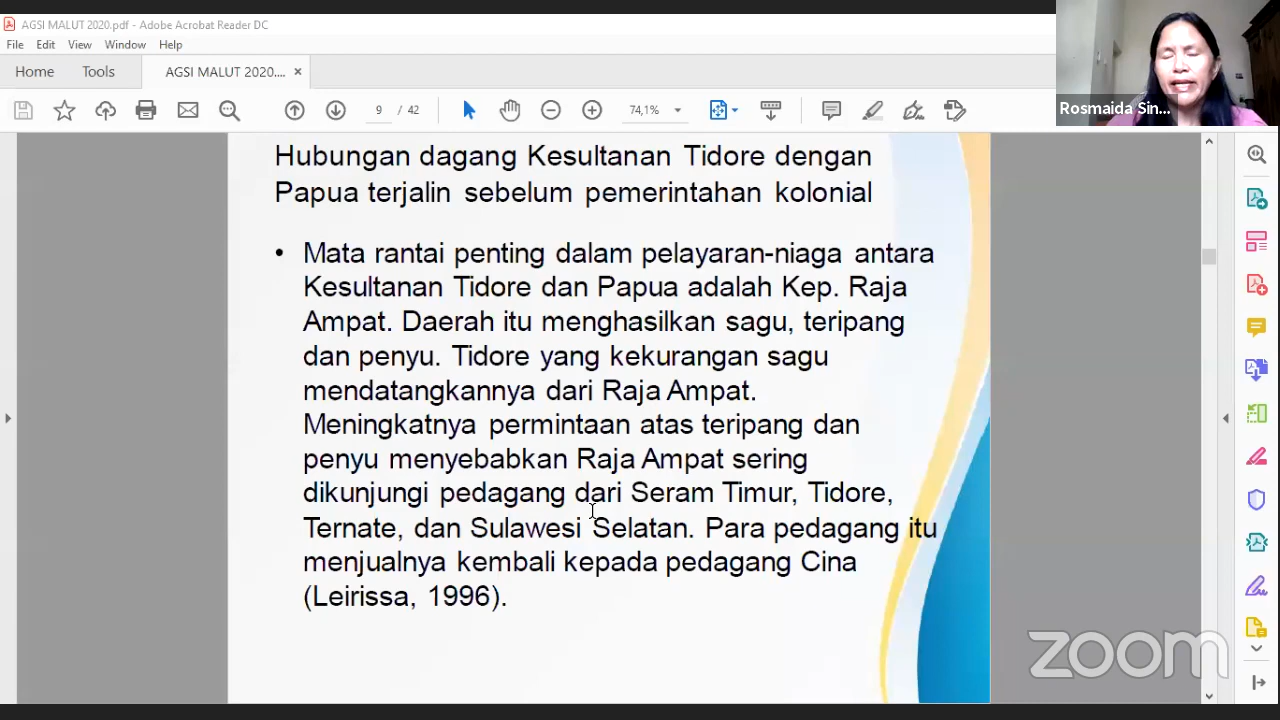 AGSI MALUT 2020.pdf - Adobe Acrobat Reader DC
File Edit View Window Help
Home Tools AGSI MALUT 2020.... ×
9 / 42 74,1%
Rosmaida Sin...
Hubungan dagang Kesultanan Tidore dengan
Papua terjalin sebelum pemerintahan kolonial
• Mata rantai penting dalam pelayaran-niaga antara
Kesultanan Tidore dan Papua adalah Kep. Raja
Ampat. Daerah itu menghasilkan sagu, teripang
dan penyu. Tidore yang kekurangan sagu
mendatangkannya dari Raja Ampat.
Meningkatnya permintaan atas teripang dan
penyu menyebabkan Raja Ampat sering
dikunjungi pedagang dari Seram Timur, Tidore,
Ternate, dan Sulawesi Selatan. Para pedagang itu
menjualnya kembali kepada pedagang Cina
(Leirissa, 1996).
zoom